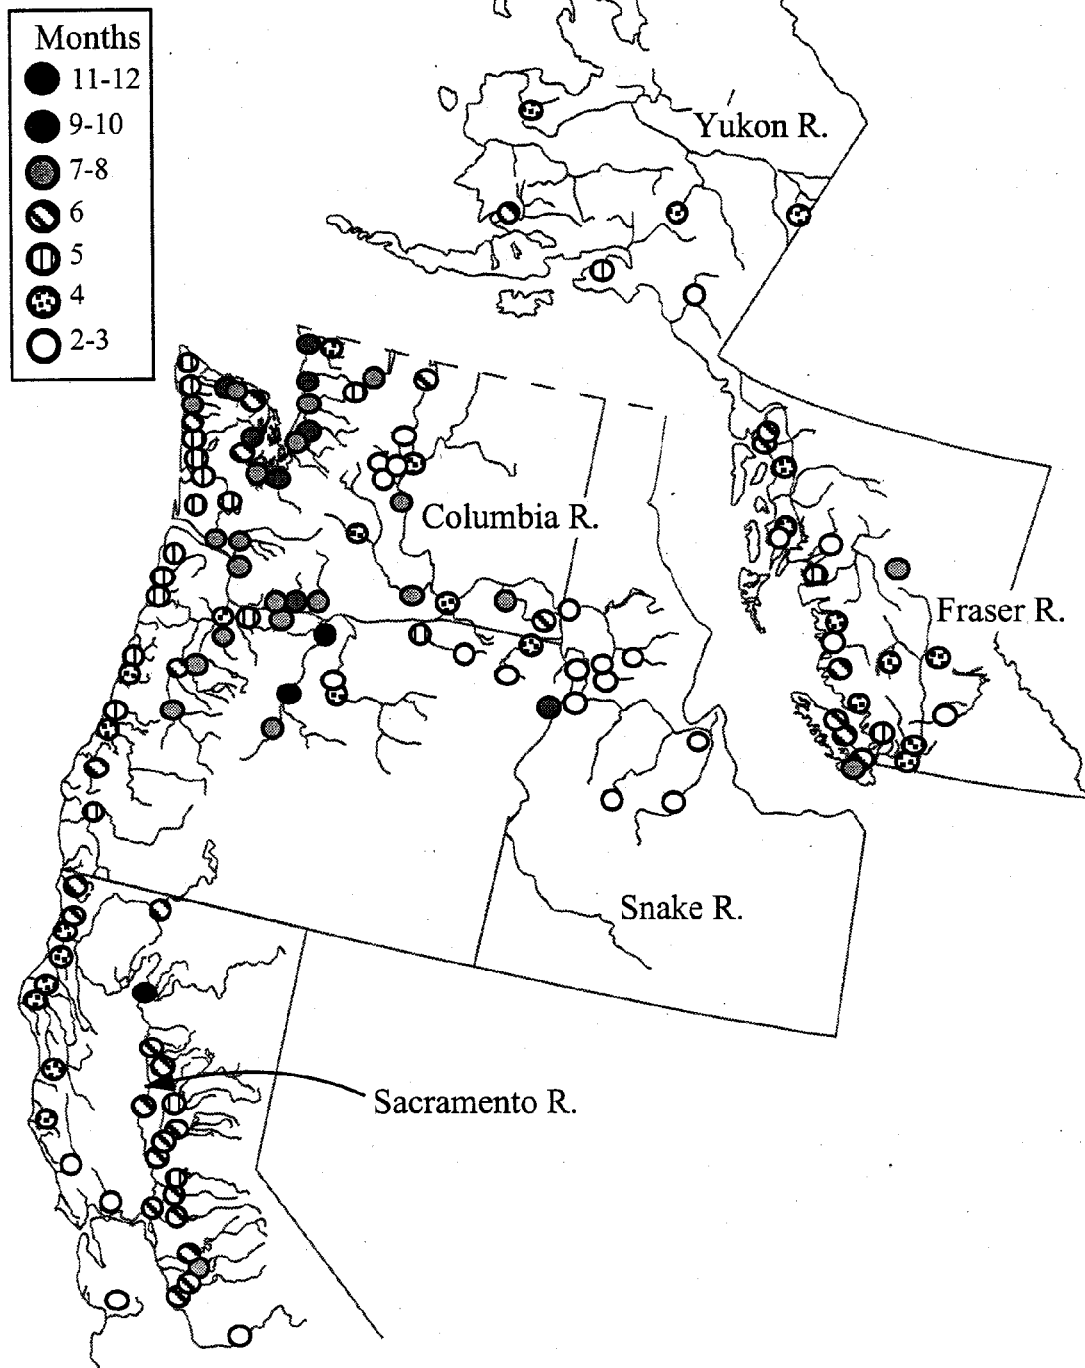 Months
11-12
9-10
7-8
6
5
4
2-3
Yukon R.
Columbia R.
Fraser R.
Snake R.
Sacramento R.